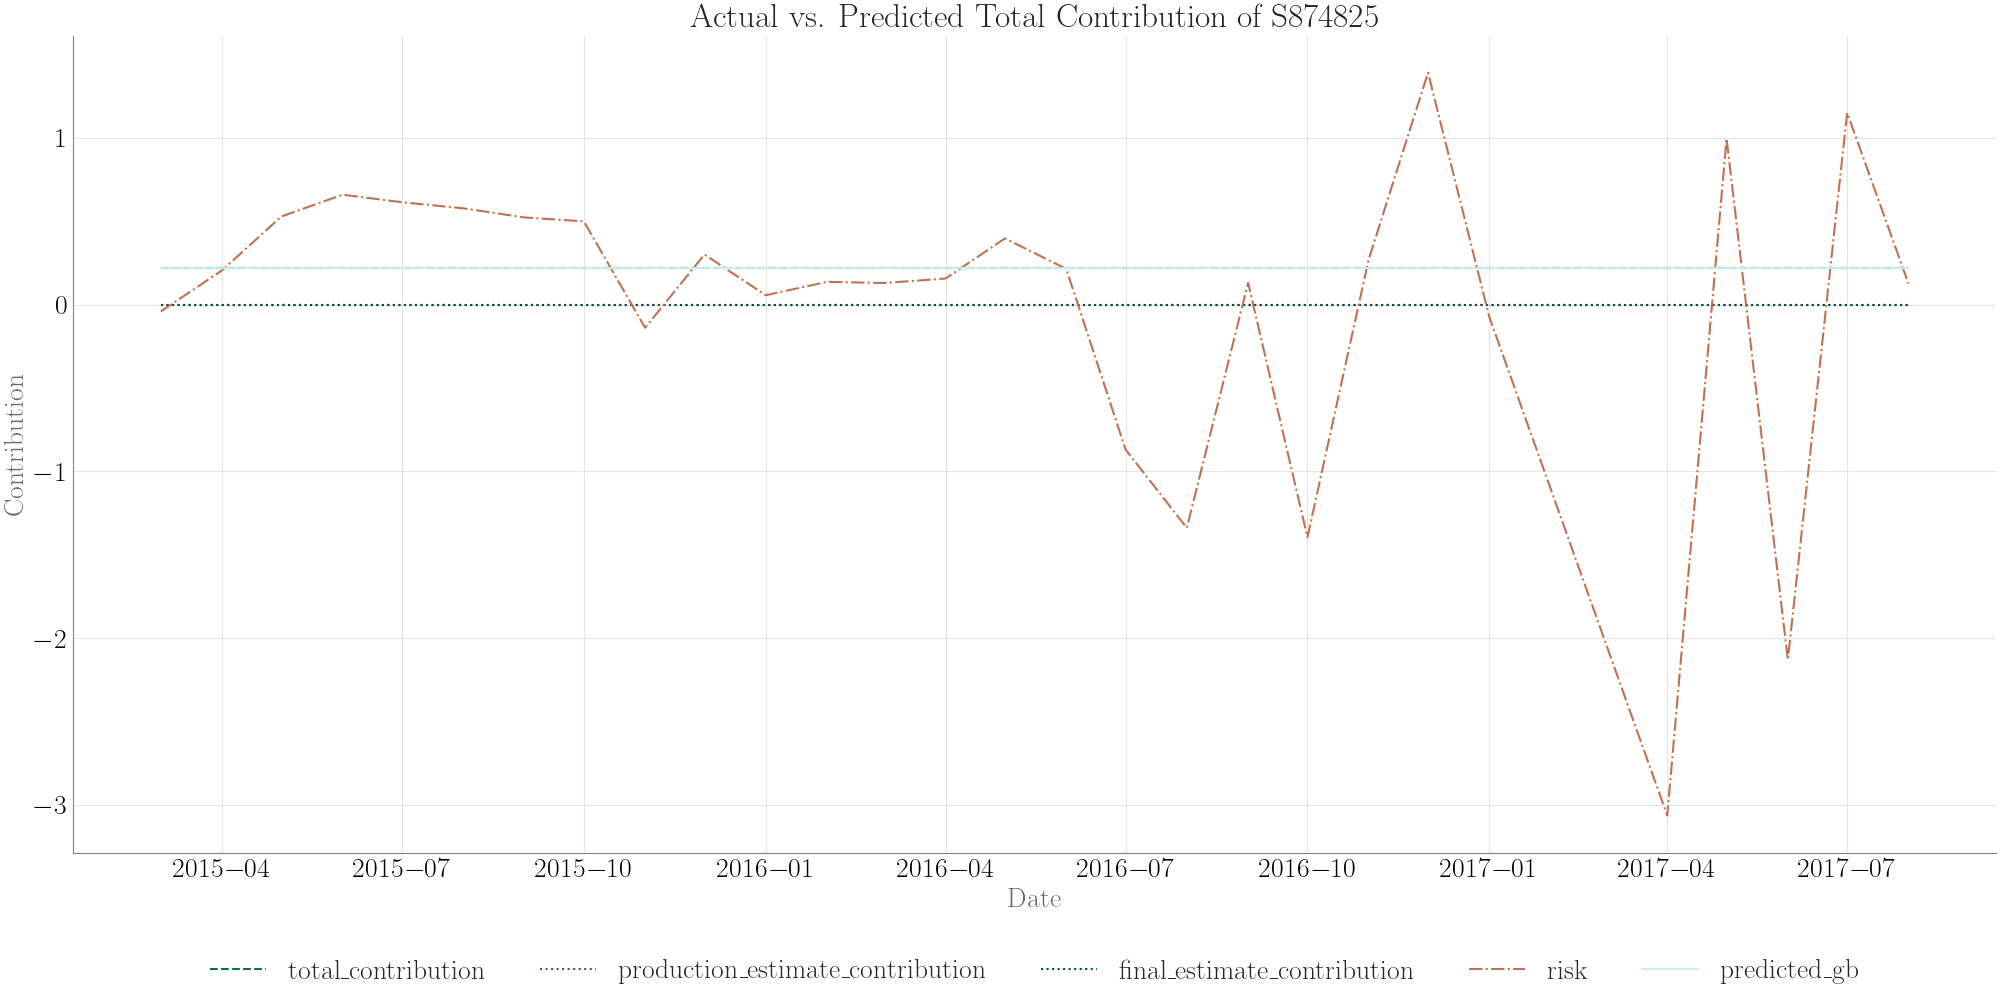 Actual vs. Predicted Total Contribution of S874825
1
0
−1
−2
−3
Contribution
2015−04 2015−07 2015−10 2016−01 2016−04 2016−07 2016−10 2017−01 2017−04 2017−07
Date
total_contribution production_estimate_contribution final_estimate_contribution risk predicted_gb